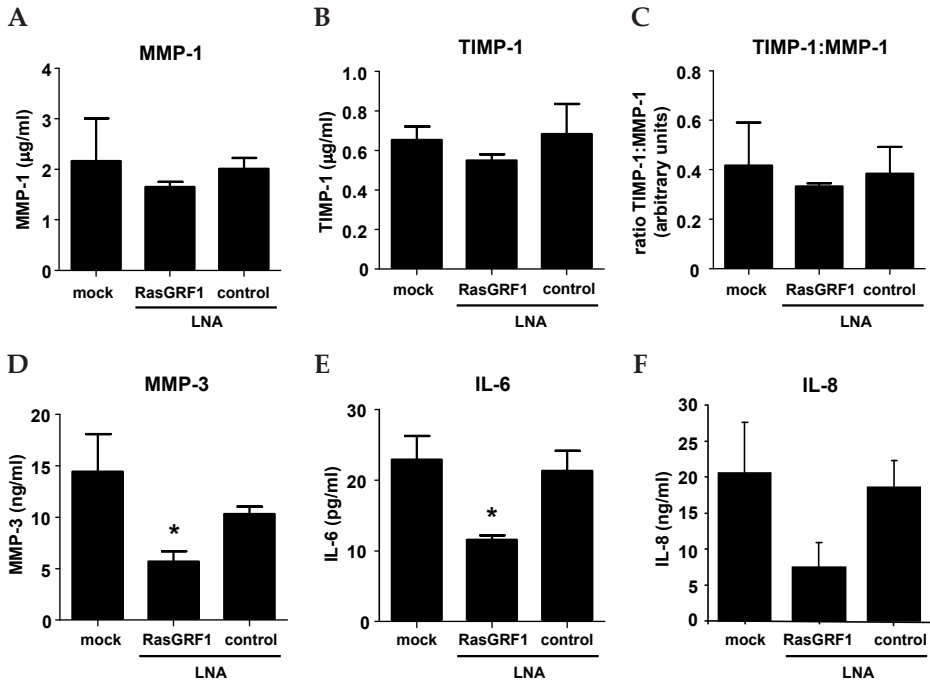 A
MMP-1
MMP-1 (µg/ml)
4
3
2
1
0
mock
RasGRF1
control
LNA
B
TIMP-1
TIMP-1 (µg/ml)
1.0
0.8
0.6
0.4
0.2
0
mock
RasGRF1
control
LNA
C
TIMP-1:MMP-1
ratio TIMP-1:MMP-1
(arbitrary units)
0.8
0.6
0.4
0.2
0
mock
RasGRF1
control
LNA
D
MMP-3
MMP-3 (ng/ml)
20
15
10
5
0
*
mock
RasGRF1
control
LNA
E
IL-6
IL-6 (pg/ml)
30
20
10
0
*
mock
RasGRF1
control
LNA
F
IL-8
IL-8 (ng/ml)
30
25
20
15
10
5
0
mock
RasGRF1
control
LNA